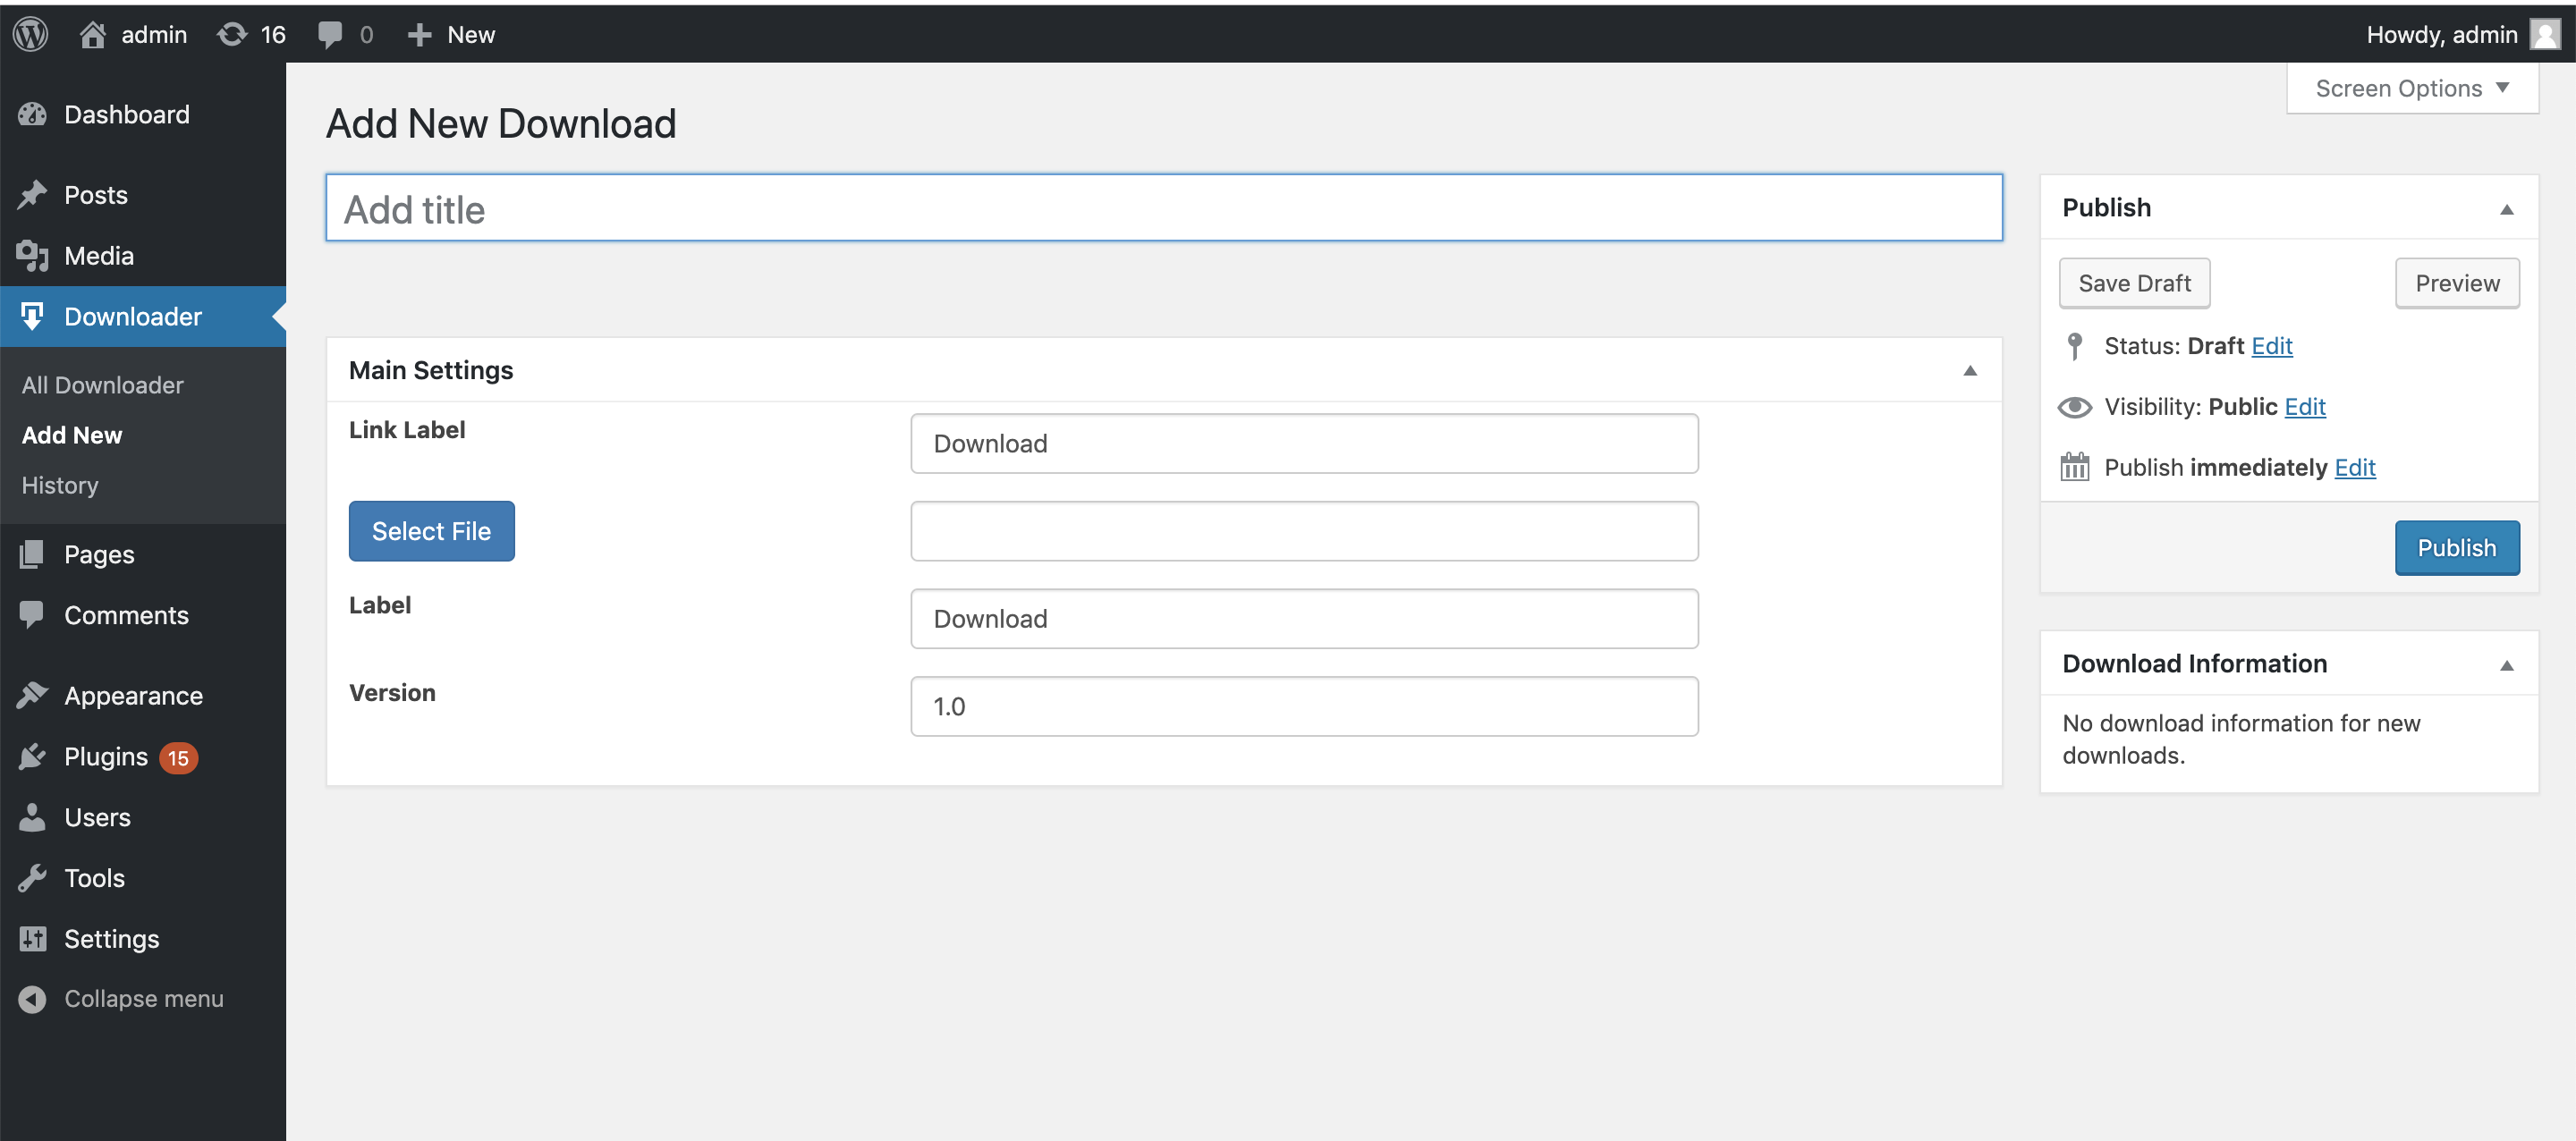 admin 16 0 New Howdy, admin
Screen Options
Dashboard
Posts
Media
Downloader
All Downloader
Add New
History
Pages
Comments
Appearance
Plugins 15
Users
Tools
Settings
Collapse menu
Add New Download
Add title
Main Settings
Link Label Download
Select File
Label Download
Version 1.0
Publish
Save Draft Preview
Status: Draft Edit
Visibility: Public Edit
Publish immediately Edit
Publish
Download Information
No download information for new
downloads.